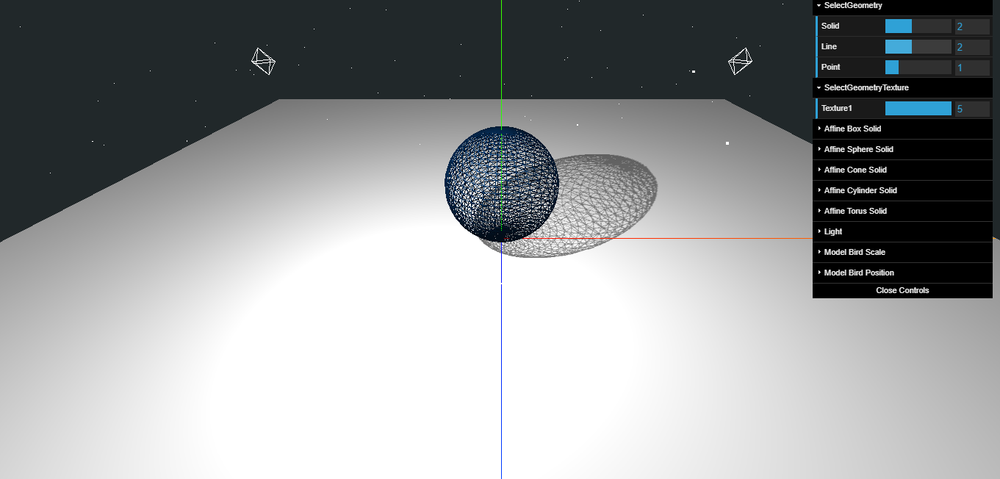 SelectGeometry
Solid 2
Line 2
Point 1
SelectGeometryTexture
Texture1 5
Affine Box Solid
Affine Sphere Solid
Affine Cone Solid
Affine Cylinder Solid
Affine Torus Solid
Light
Model Bird Scale
Model Bird Position
Close Controls